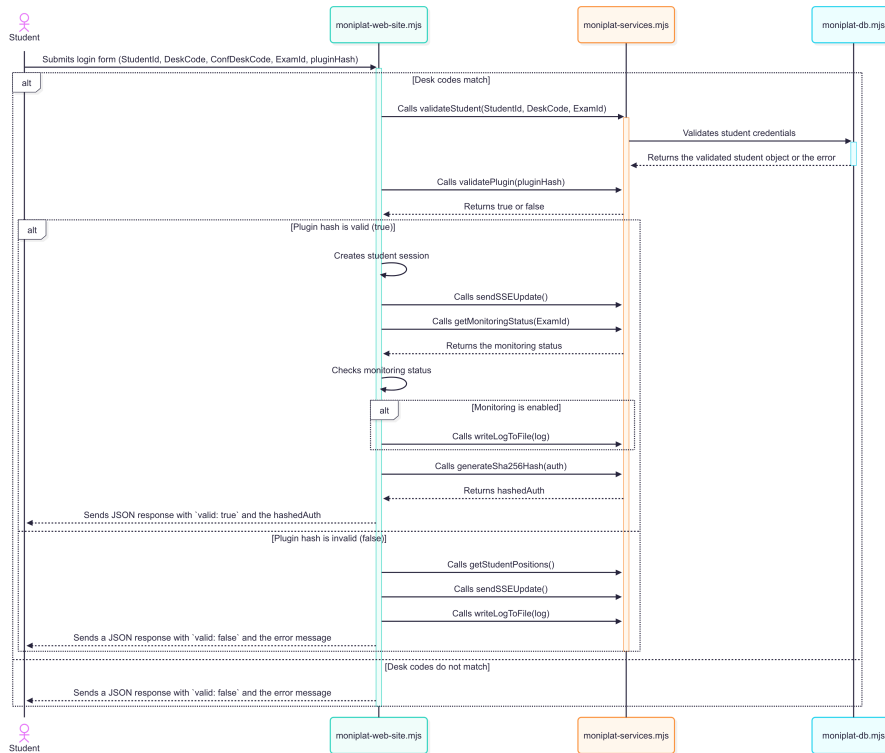 moniplat-web-site.mjs
moniplat-services.mjs
moniplat-db.mjs
Student
Submits login form (StudentId, DeskCode, ConfDeskCode, ExamId, pluginHash)
alt
[Desk codes match]
Calls validateStudent(StudentId, DeskCode, ExamId)
Validates student credentials
Returns the validated student object or the error
Calls validatePlugin(pluginHash)
Returns true or false
alt
[Plugin hash is valid (true)]
Creates student session
Calls sendSSEUpdate()
Calls getMonitoringStatus(ExamId)
Returns the monitoring status
Checks monitoring status
alt
[Monitoring is enabled]
Calls writeLogToFile(log)
Calls generateSha256Hash(auth)
Returns hashedAuth
Sends JSON response with `valid: true` and the hashedAuth
[Plugin hash is invalid (false)]
Calls getStudentPositions()
Calls sendSSEUpdate()
Calls writeLogToFile(log)
Sends a JSON response with `valid: false` and the error message
[Desk codes do not match]
Sends a JSON response with `valid: false` and the error message
moniplat-web-site.mjs
moniplat-services.mjs
moniplat-db.mjs
Student